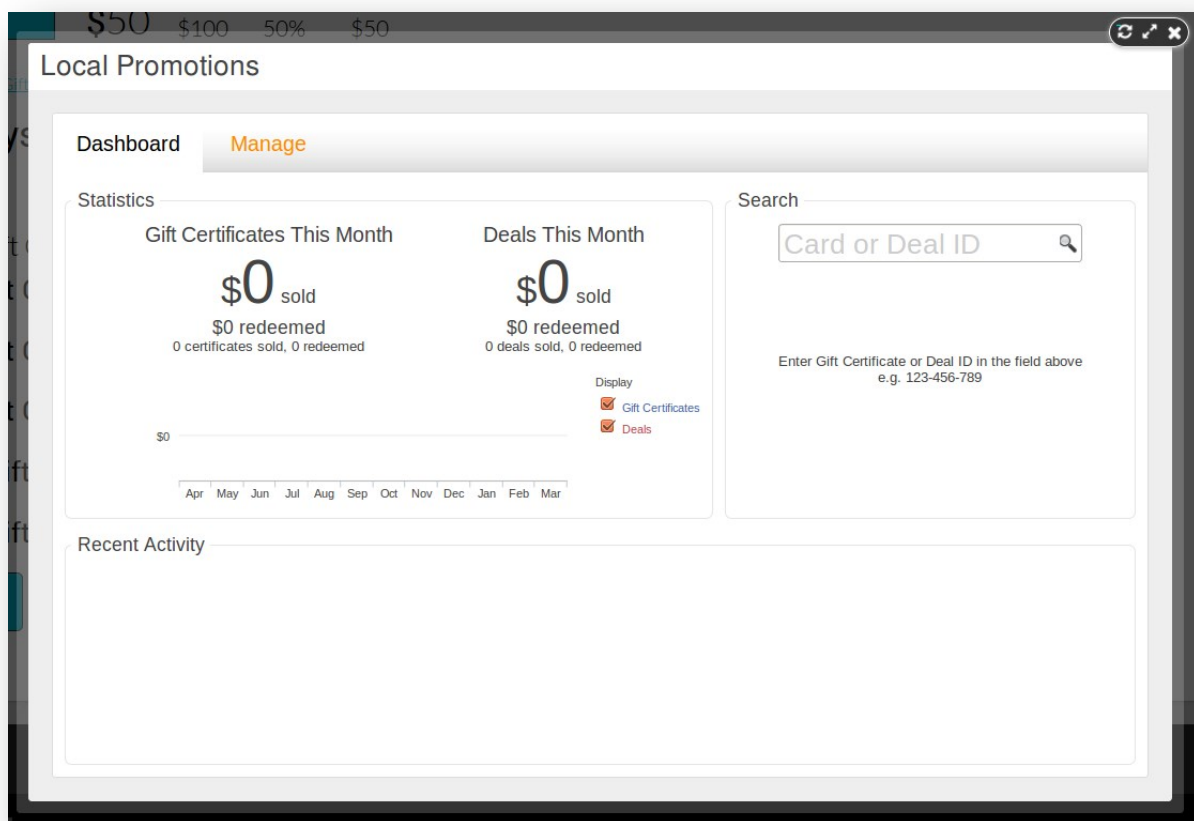 $50 $100 50% $50
Local Promotions
Dashboard Manage
Statistics
Gift Certificates This Month
$0 sold
$0 redeemed
0 certificates sold, 0 redeemed
Deals This Month
$0 sold
$0 redeemed
0 deals sold, 0 redeemed
Display
Gift Certificates
Deals
$0
Apr May Jun Jul Aug Sep Oct Nov Dec Jan Feb Mar
Search
Card or Deal ID
Enter Gift Certificate or Deal ID in the field above
e.g. 123-456-789
Recent Activity